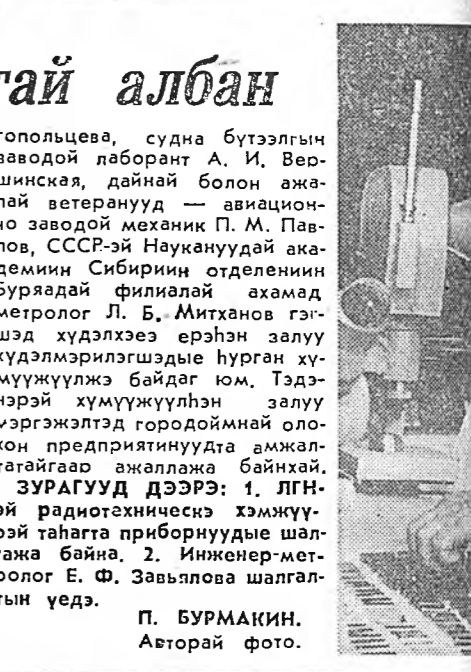 гай албан
топольцева, судна бүтээлгын
заводой лаборант А. И. Вер-
шинская, дайнай болон ажа-
лай ветеранууд — авиацион-
но заводой механик П. М. Пав-
лов, СССР-эй Наукануудай ака-
демиин Сибириин отделениин
Буряадай филиалай ахамад
метролог Л. Б. Митханов гэг-
шэд хүдэлхэеэ ерэһэн залуу
хүдэлмэрилэгшэдые һурган хү-
мүүжүүлжэ байдаг юм. Тэдэ-
нэрэй хүмүүжүүлһэн залуу
мэргэжэлтэд городоймнай оло-
хон предприятинуудта амжал-
татайгаар ажаллажа байнхай.
ЗУРАГУУД ДЭЭРЭ: 1. ЛГН-
эй радиотехническэ хэмжүү-
рэй таһагта приборнуудые шал-
гажа байна. 2. Инженер-мет-
ролог Е. Ф. Завьялова шалгал-
тын үедэ.
П. БУРМАКИН.
Авторай фото.